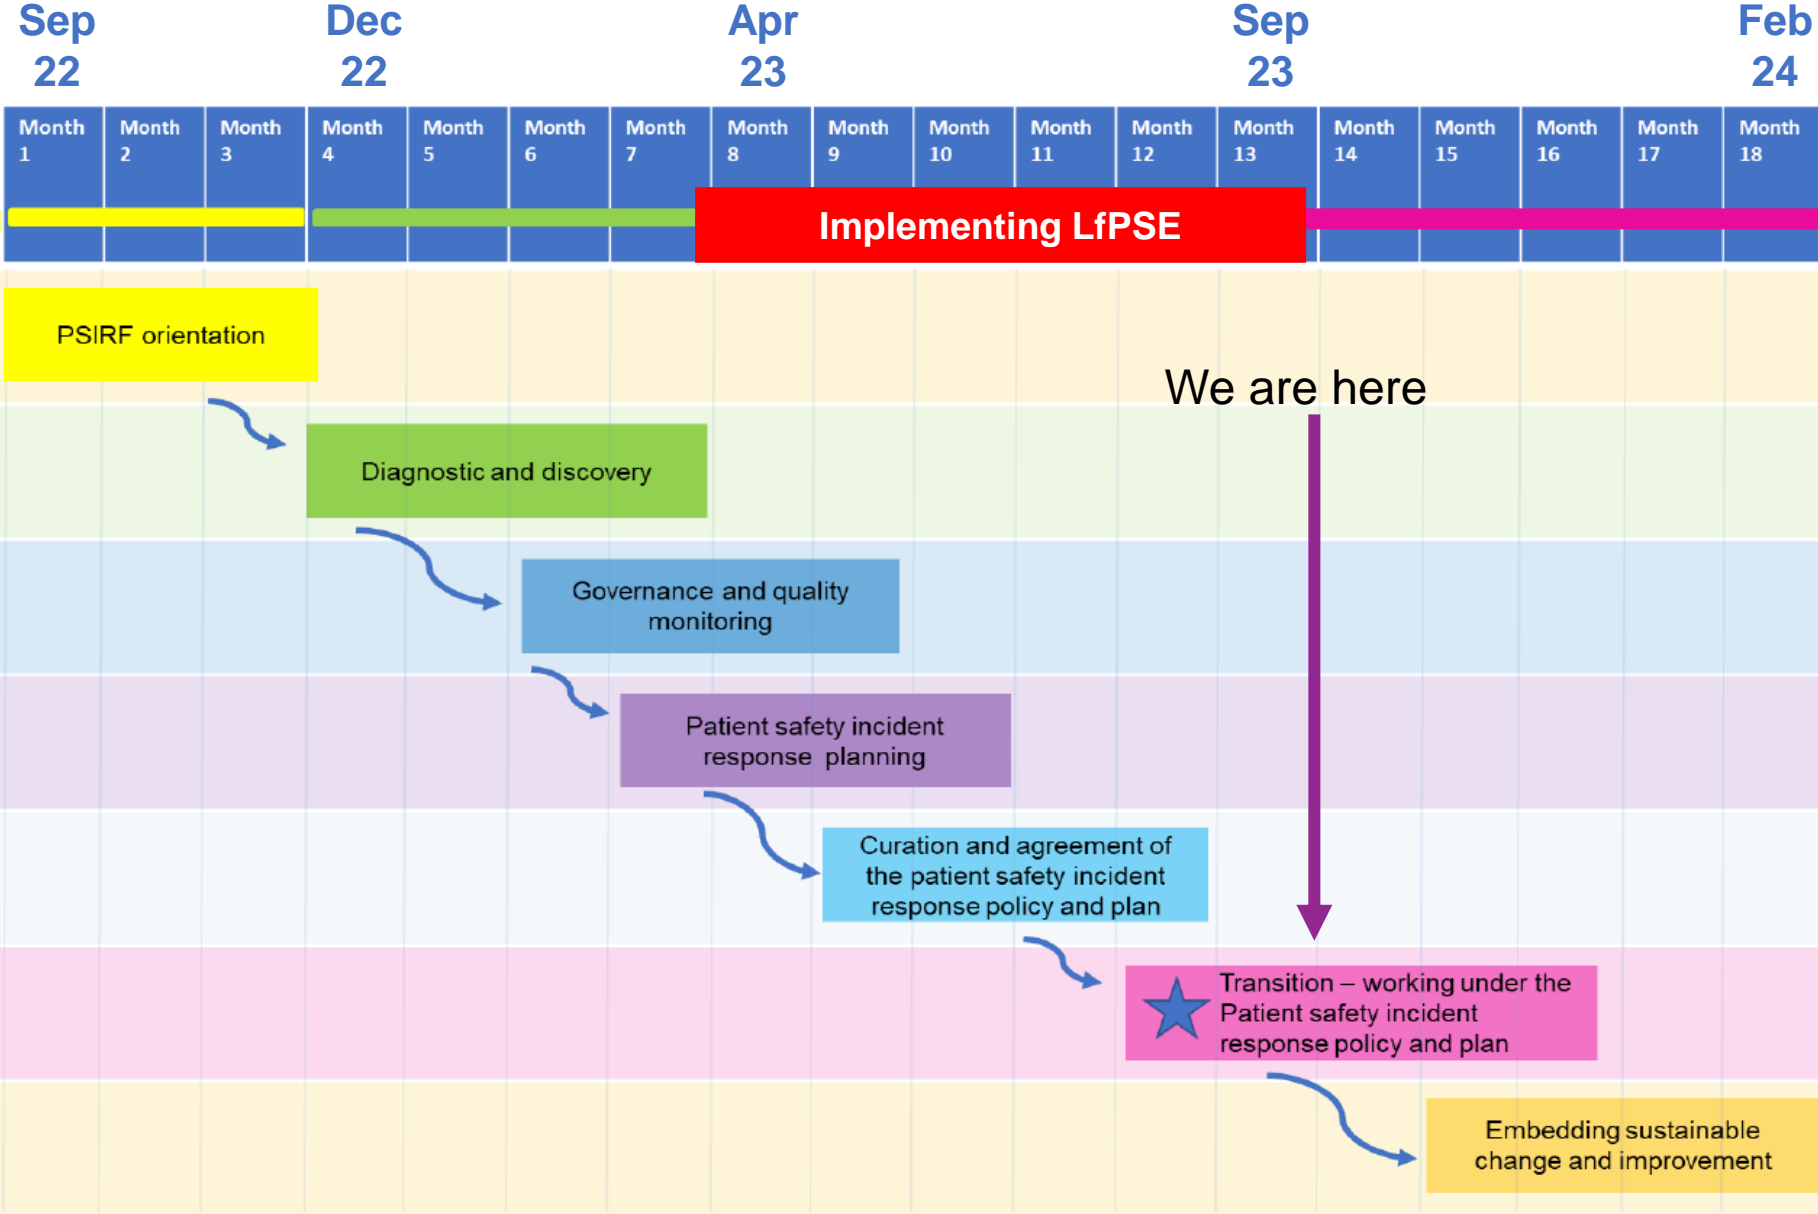 Sep
22
Dec
22
Apr
23
Sep
23
Feb
24
Month
1
Month
2
Month
3
Month
4
Month
5
Month
6
Month
7
Month
8
Month
9
Month
10
Month
11
Month
12
Month
13
Month
14
Month
15
Month
16
Month
17
Month
18
Implementing LfPSE
PSIRF orientation
We are here
Diagnostic and discovery
Governance and quality
monitoring
Patient safety incident
response planning
Curation and agreement of
the patient safety incident
response policy and plan
Transition – working under the
Patient safety incident
response policy and plan
Embedding sustainable
change and improvement